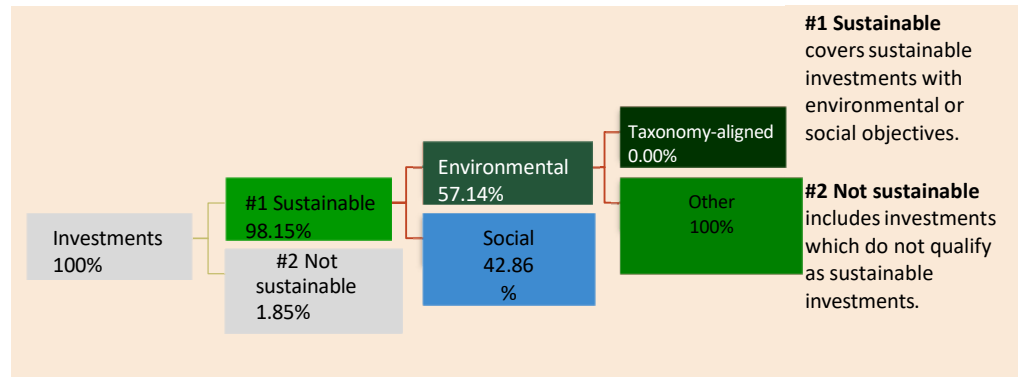 Investments
100%
#1 Sustainable
98.15%
#2 Not
sustainable
1.85%
Environmental
57.14%
Social
42.86
%
Taxonomy-aligned
0.00%
Other
100%
#1 Sustainable
covers sustainable
investments with
environmental or
social objectives.
#2 Not sustainable
includes investments
which do not qualify
as sustainable
investments.